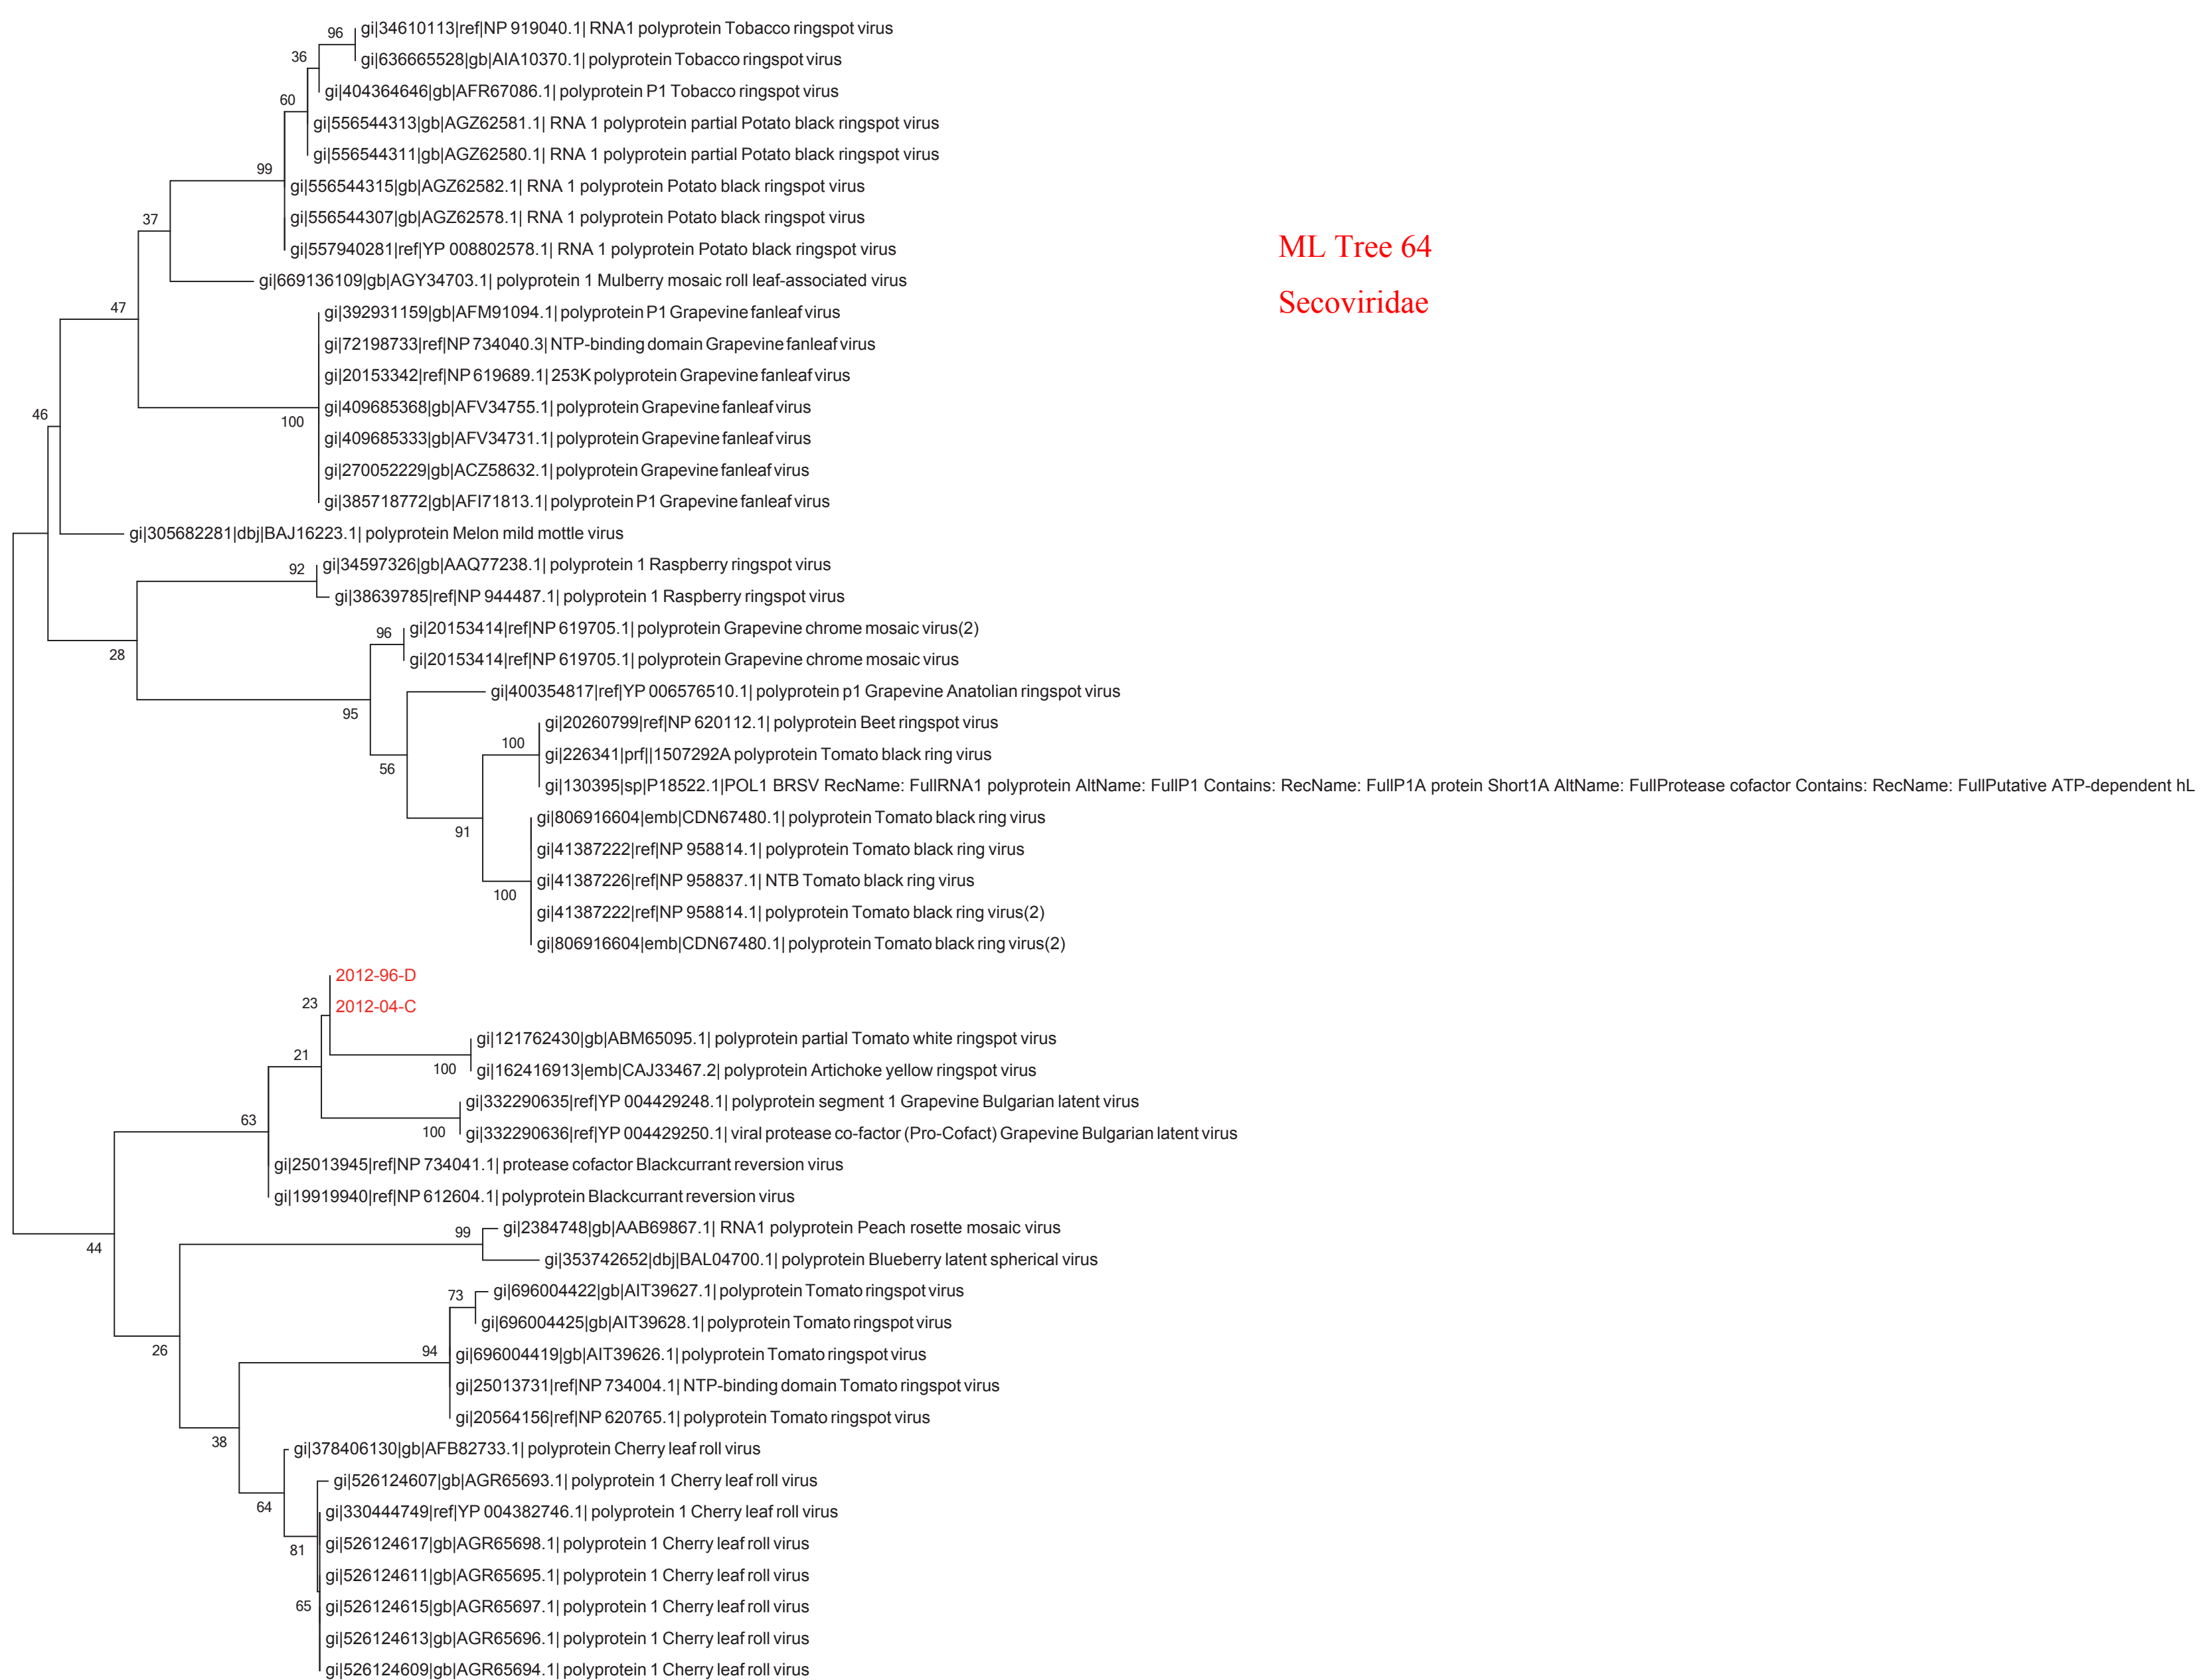 96
gi|34610113|ref|NP 919040.1| RNA1 polyprotein Tobacco ringspot virus
36
gi|636665528|gb|AIA10370.1| polyprotein Tobacco ringspot virus
gi|404364646|gb|AFR67086.1| polyprotein P1 Tobacco ringspot virus
60
gi|556544313|gb|AGZ62581.1| RNA 1 polyprotein partial Potato black ringspot virus
gi|556544311|gb|AGZ62580.1| RNA 1 polyprotein partial Potato black ringspot virus
99
gi|556544315|gb|AGZ62582.1| RNA 1 polyprotein Potato black ringspot virus
37
gi|556544307|gb|AGZ62578.1| RNA 1 polyprotein Potato black ringspot virus
gi|557940281|ref|YP 008802578.1| RNA 1 polyprotein Potato black ringspot virus
ML Tree 64
gi|669136109|gb|AGY34703.1| polyprotein 1 Mulberry mosaic roll leaf-associated virus
Secoviridae
47
gi|392931159|gb|AFM91094.1| polyprotein P1 Grapevine fanleaf virus
gi|72198733|ref|NP 734040.3| NTP-binding domain Grapevine fanleaf virus
gi|20153342|ref|NP 619689.1| 253K polyprotein Grapevine fanleaf virus
46
gi|409685368|gb|AFV34755.1| polyprotein Grapevine fanleaf virus
100
gi|409685333|gb|AFV34731.1| polyprotein Grapevine fanleaf virus
gi|270052229|gb|ACZ58632.1| polyprotein Grapevine fanleaf virus
gi|385718772|gb|AFI71813.1| polyprotein P1 Grapevine fanleaf virus
gi|305682281|dbj|BAJ16223.1| polyprotein Melon mild mottle virus
92
gi|34597326|gb|AAQ77238.1| polyprotein 1 Raspberry ringspot virus
gi|38639785|ref|NP 944487.1| polyprotein 1 Raspberry ringspot virus
96
gi|20153414|ref|NP 619705.1| polyprotein Grapevine chrome mosaic virus(2)
28
gi|20153414|ref|NP 619705.1| polyprotein Grapevine chrome mosaic virus
gi|400354817|ref|YP 006576510.1| polyprotein p1 Grapevine Anatolian ringspot virus
95
gi|20260799|ref|NP 620112.1| polyprotein Beet ringspot virus
100
gi|226341|prf||1507292A polyprotein Tomato black ring virus
56
gi|130395|sp|P18522.1|POL1 BRSV RecName: FullRNA1 polyprotein AltName: FullP1 Contains: RecName: FullP1A protein Short1A AltName: FullProtease cofactor Contains: RecName: FullPutative ATP-dependent hL
gi|806916604|emb|CDN67480.1| polyprotein Tomato black ring virus
91
gi|41387222|ref|NP 958814.1| polyprotein Tomato black ring virus
gi|41387226|ref|NP 958837.1| NTB Tomato black ring virus
100
gi|41387222|ref|NP 958814.1| polyprotein Tomato black ring virus(2)
gi|806916604|emb|CDN67480.1| polyprotein Tomato black ring virus(2)
2012-96-D
23
2012-04-C
gi|121762430|gb|ABM65095.1| polyprotein partial Tomato white ringspot virus
21
100
gi|162416913|emb|CAJ33467.2| polyprotein Artichoke yellow ringspot virus
gi|332290635|ref|YP 004429248.1| polyprotein segment 1 Grapevine Bulgarian latent virus
63
100
gi|332290636|ref|YP 004429250.1| viral protease co-factor (Pro-Cofact) Grapevine Bulgarian latent virus
gi|25013945|ref|NP 734041.1| protease cofactor Blackcurrant reversion virus
gi|19919940|ref|NP 612604.1| polyprotein Blackcurrant reversion virus
99
gi|2384748|gb|AAB69867.1| RNA1 polyprotein Peach rosette mosaic virus
44
gi|353742652|dbj|BAL04700.1| polyprotein Blueberry latent spherical virus
73
gi|696004422|gb|AIT39627.1| polyprotein Tomato ringspot virus
gi|696004425|gb|AIT39628.1| polyprotein Tomato ringspot virus
26
94
gi|696004419|gb|AIT39626.1| polyprotein Tomato ringspot virus
gi|25013731|ref|NP 734004.1| NTP-binding domain Tomato ringspot virus
gi|20564156|ref|NP 620765.1| polyprotein Tomato ringspot virus
38
gi|378406130|gb|AFB82733.1| polyprotein Cherry leaf roll virus
gi|526124607|gb|AGR65693.1| polyprotein 1 Cherry leaf roll virus
64
gi|330444749|ref|YP 004382746.1| polyprotein 1 Cherry leaf roll virus
gi|526124617|gb|AGR65698.1| polyprotein 1 Cherry leaf roll virus
81
gi|526124611|gb|AGR65695.1| polyprotein 1 Cherry leaf roll virus
65
gi|526124615|gb|AGR65697.1| polyprotein 1 Cherry leaf roll virus
gi|526124613|gb|AGR65696.1| polyprotein 1 Cherry leaf roll virus
gi|526124609|gb|AGR65694.1| polyprotein 1 Cherry leaf roll virus